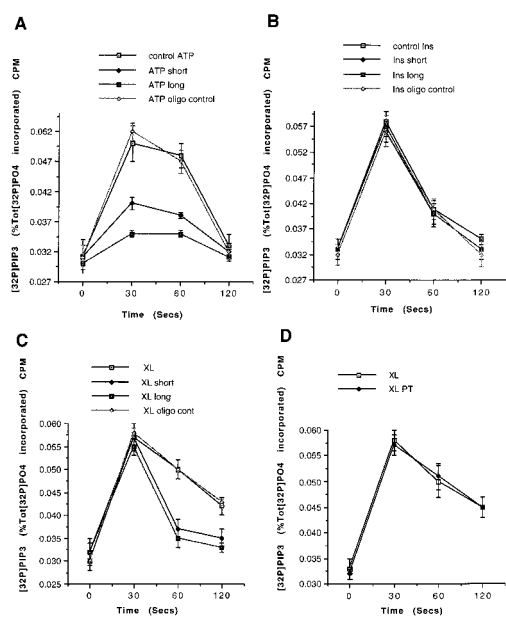 A
control ATP
ATP short
ATP long
ATP oligo control
[32P]PIP3 (%Tot[32P]PO4 incorporated) CPM
0.052
0.047
0.042
0.037
0.032
0.027
0 30 60 120
Time (Secs)
B
control Ins
Ins short
Ins long
Ins oligo control
[32P]PIP3 (%Tot[32P]PO4 incorporated) CPM
0.057
0.052
0.047
0.042
0.037
0.032
0.027
0 30 60 120
Time (Secs)
C
XL
XL short
XL long
XL oligo cont
[32P]PIP3 (%Tot[32P]PO4 incorporated) CPM
0.060
0.055
0.050
0.045
0.040
0.035
0.030
0.025
0 30 60 120
Time (Secs)
D
XL
XL PT
[32P]PIP3 (%Tot[32P]PO4 incorporated) CPM
0.060
0.055
0.050
0.045
0.040
0.035
0.030
0 30 60 120
Time (Secs)